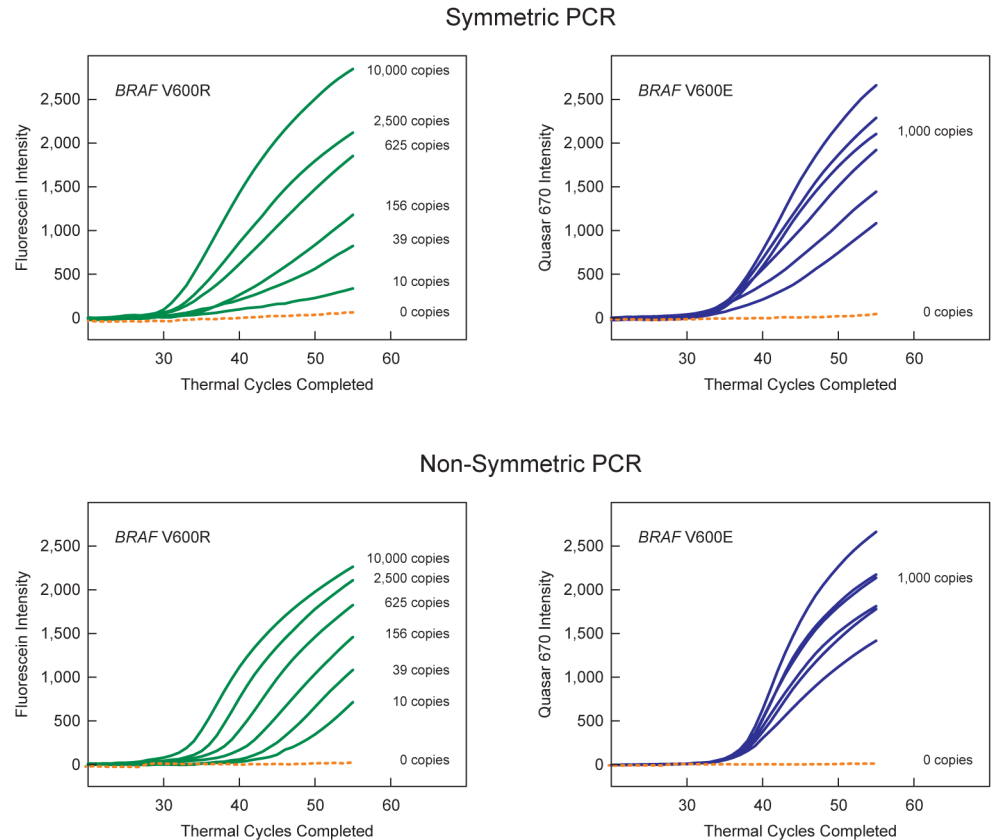 Symmetric PCR
BRAF V600R
10,000 copies
2,500 copies
625 copies
156 copies
39 copies
10 copies
0 copies
2,500
2,000
1,500
1,000
500
0
Fluorescein Intensity
30 40 50 60
Thermal Cycles Completed
BRAF V600E
1,000 copies
0 copies
2,500
2,000
1,500
1,000
500
0
Quasar 670 Intensity
30 40 50 60
Thermal Cycles Completed
Non-Symmetric PCR
BRAF V600R
10,000 copies
2,500 copies
625 copies
156 copies
39 copies
10 copies
0 copies
2,500
2,000
1,500
1,000
500
0
Fluorescein Intensity
30 40 50 60
Thermal Cycles Completed
BRAF V600E
1,000 copies
0 copies
2,500
2,000
1,500
1,000
500
0
Quasar 670 Intensity
30 40 50 60
Thermal Cycles Completed